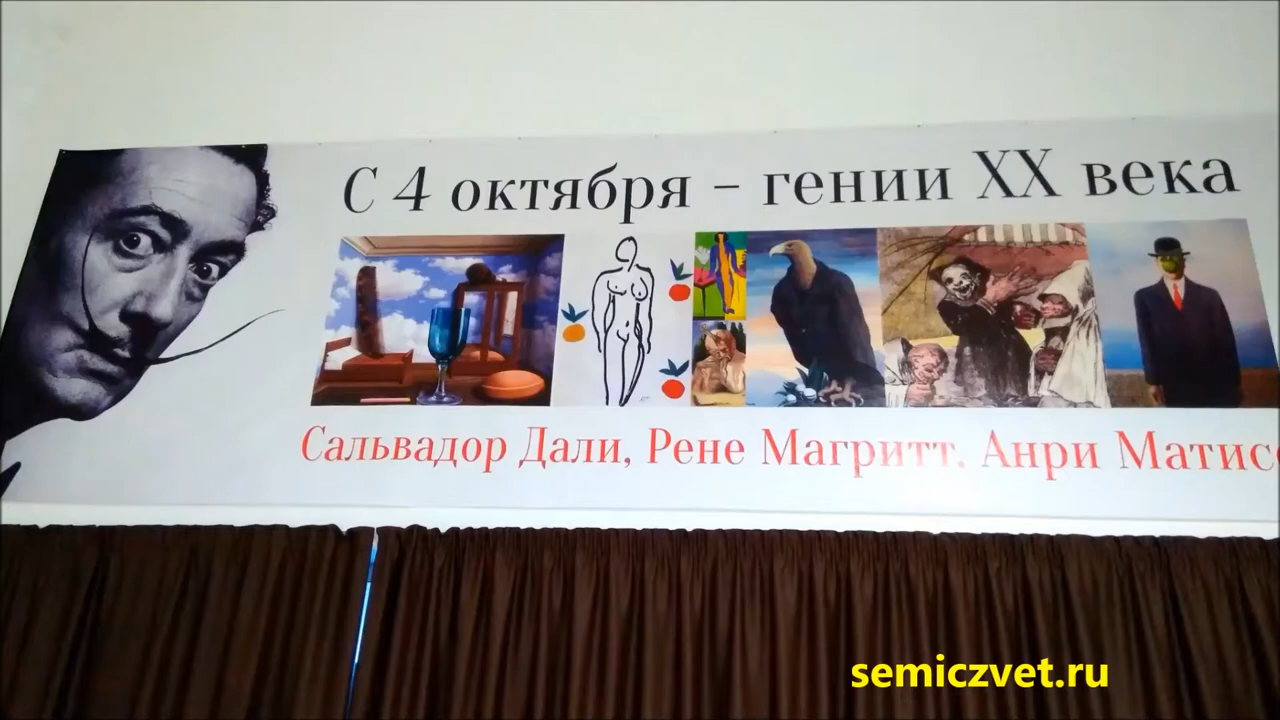 С 4 октября – гении XX века
Сальвадор Дали, Рене Магритт, Анри Матисс
semiczvet.ru